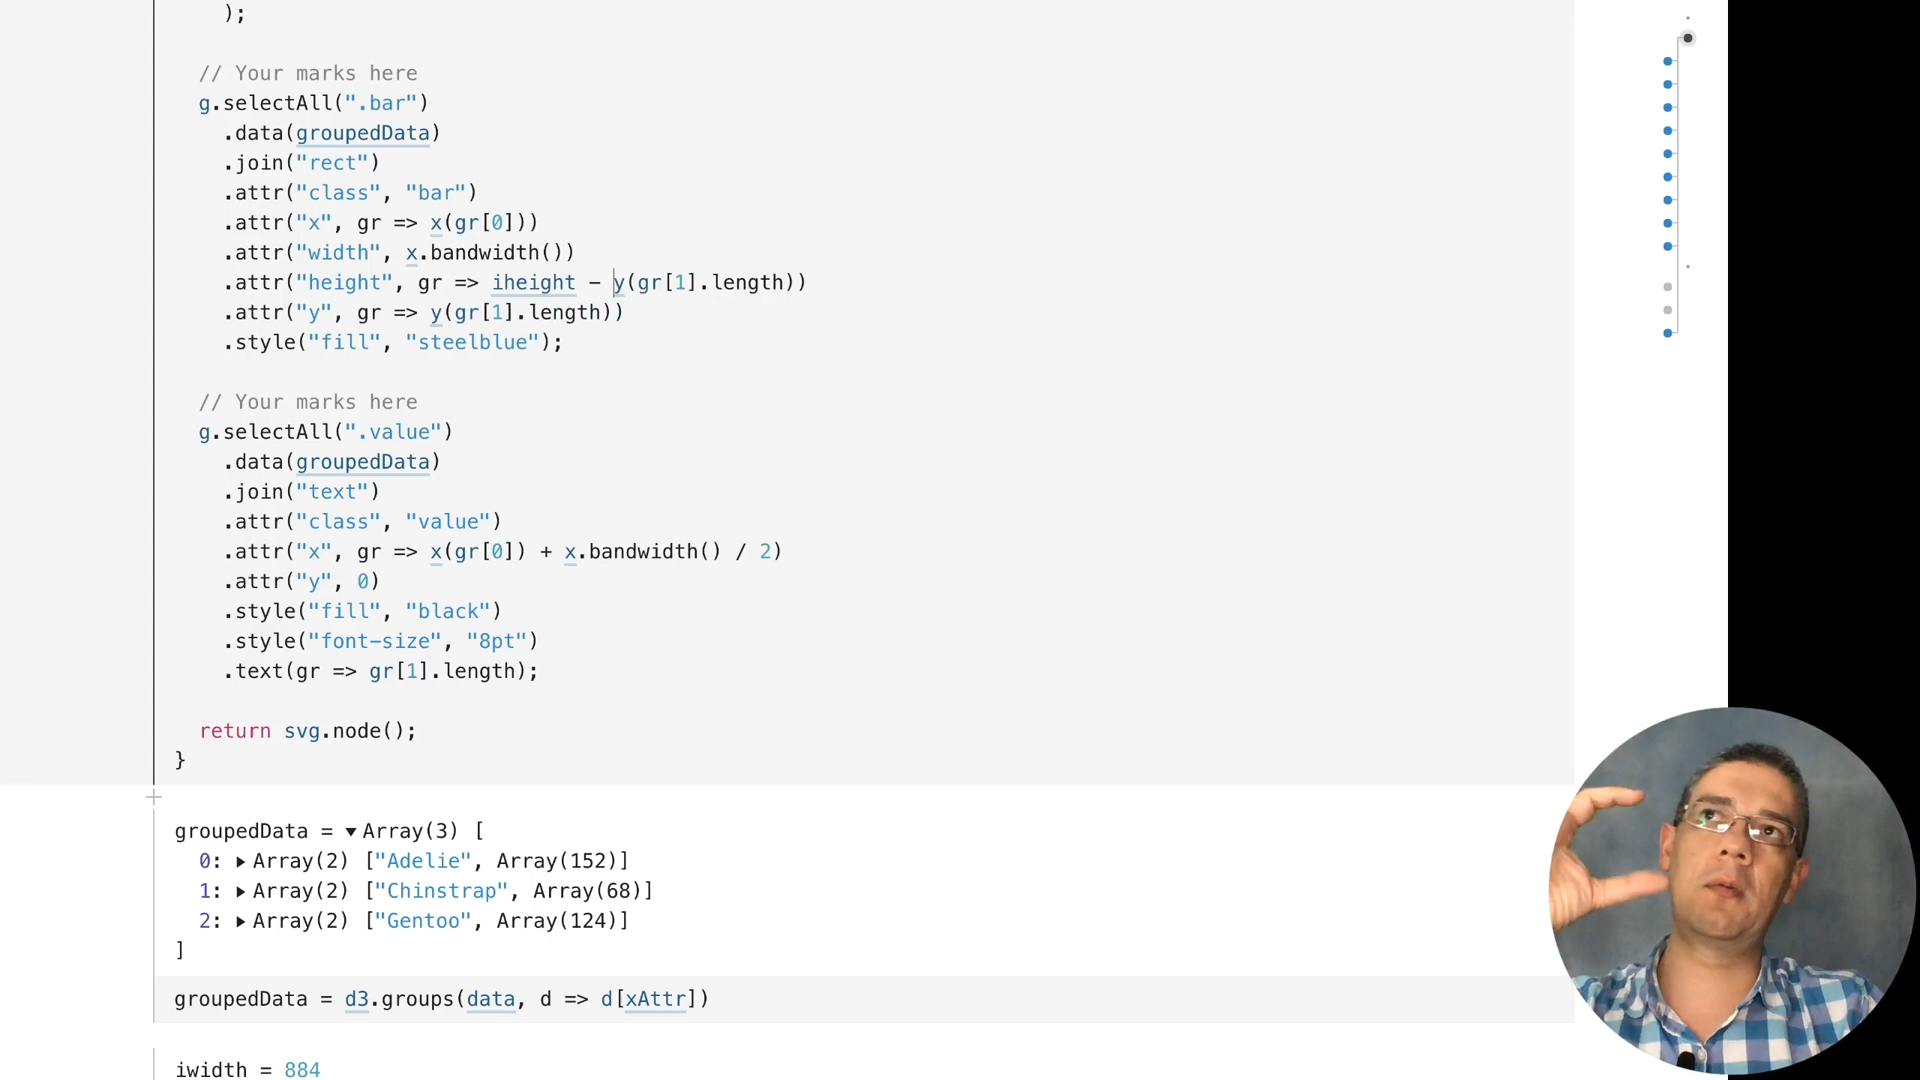 );
// Your marks here
g.selectAll(".bar")
.data(groupedData)
.join("rect")
.attr("class", "bar")
.attr("x", gr => x(gr[0]))
.attr("width", x.bandwidth())
.attr("height", gr => iheight - y(gr[1].length))
.attr("y", gr => y(gr[1].length))
.style("fill", "steelblue");
// Your marks here
g.selectAll(".value")
.data(groupedData)
.join("text")
.attr("class", "value")
.attr("x", gr => x(gr[0]) + x.bandwidth() / 2)
.attr("y", 0)
.style("fill", "black")
.style("font-size", "8pt")
.text(gr => gr[1].length);
return svg.node();
}
groupedData = ▼Array(3) [
0: ▶Array(2) ["Adelie", Array(152)]
1: ▶Array(2) ["Chinstrap", Array(68)]
2: ▶Array(2) ["Gentoo", Array(124)]
]
groupedData = d3.groups(data, d => d[xAttr])
iwidth = 884